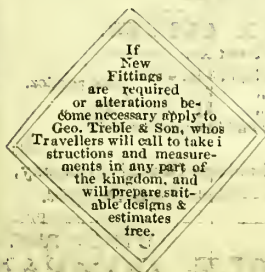 If
New
Fittings
are required
or alterations be-
come necessary apply to
Geo. Treble & Son, whos
Travellers will call to take i
structions and measure-
ments in any part of
the kingdom, and
will prepare suit-
able designs &
estimates
free.